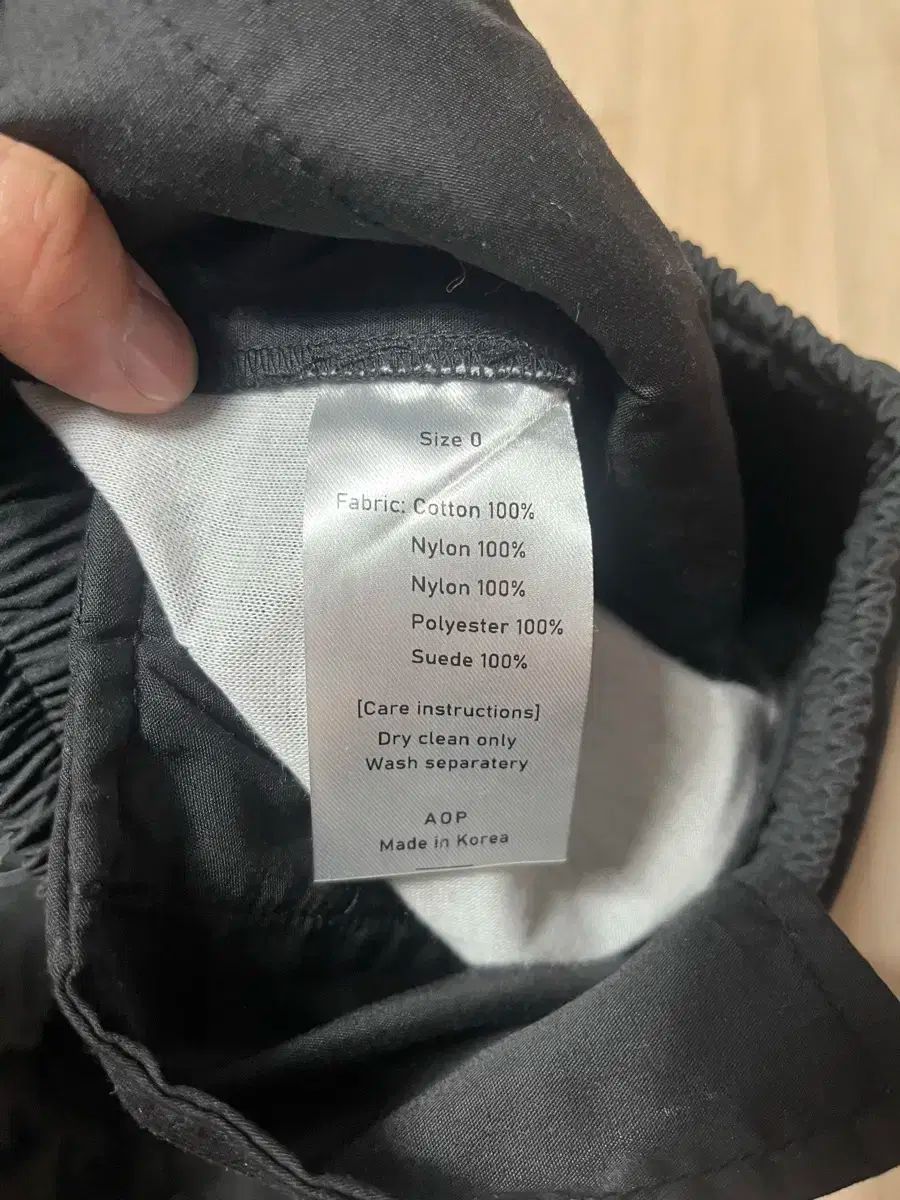 Size 0
Fabric: Cotton 100%
Nylon 100%
Nylon 100%
Polyester 100%
Suede 100%
[Care instructions]
Dry clean only
Wash separatery
AOP
Made in Korea